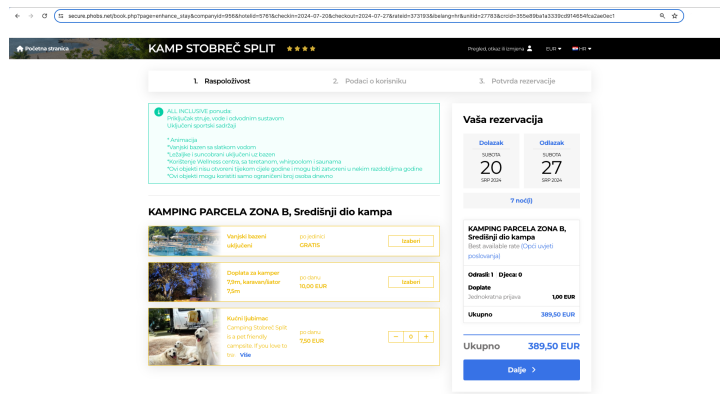 secure.phobs.net/book.php?page=enhance_stay&companyid=956&hotelid=5761&checkin=2024-07-20&checkout=2024-07-27&rateid=373193&ibelang=hr&unitid=27783&crcid=355e89ba1a3339cd914654fca2ae0ec1
Početna stranica
KAMP STOBREČ SPLIT
Pregled, otkaz ili izmjena
EUR
HR
1. Raspoloživost
2. Podaci o korisniku
3. Potvrda rezervacije
ALL INCLUSIVE ponuda:
Priključak struje, vode i odvodnim sustavom
Uključeni sportski sadržaji
*Animacija
*Vanjski bazen sa slatkom vodom
*Ležaljke i suncobrani uključeni uz bazen
*Korištenje Wellness centra, sa teretanom, whirlpoolom i saunama
*Ovi objekti nisu otvoreni tijekom cijele godine i mogu biti zatvoreni u nekim razdobljima godine
*Ovi objekti mogu koristiti samo ograničeni broj osoba dnevno
KAMPING PARCELA ZONA B, Središnji dio kampa
Vanjski bazeni
uključeni
po jedinici
GRATIS
Izaberi
Doplata za kamper
7,9m, karavan/šator
7,5m
po danu
10,00 EUR
Izaberi
Kućni ljubimac
Camping Stobreč Split
is a pet friendly
campsite. If you love to
tra Više
po danu
7,50 EUR
− 0 +
Vaša rezervacija
Dolazak
SUBOTA
20
SRP 2024
Odlazak
SUBOTA
27
SRP 2024
7 noć(i)
KAMPING PARCELA ZONA B,
Središnji dio kampa
Best available rate (Opći uvjeti
poslovanja)
Odrasli: 1 Djeca: 0
Doplate
Jednokratna prijava 1,00 EUR
Ukupno 389,50 EUR
Ukupno 389,50 EUR
Dalje